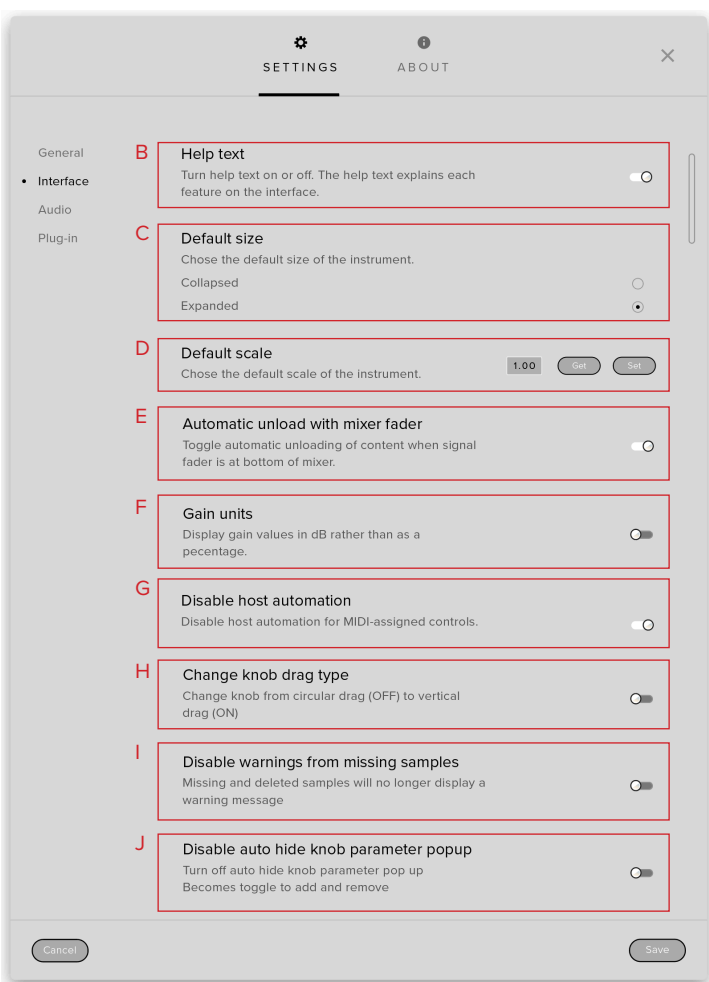 SETTINGS
ABOUT
General
Interface
Audio
Plug-in
B
Help text
Turn help text on or off. The help text explains each
feature on the interface.
C
Default size
Chose the default size of the instrument.
Collapsed
Expanded
D
Default scale
Chose the default scale of the instrument.
1.00
Get
Set
E
Automatic unload with mixer fader
Toggle automatic unloading of content when signal
fader is at bottom of mixer.
F
Gain units
Display gain values in dB rather than as a
pecentage.
G
Disable host automation
Disable host automation for MIDI-assigned controls.
H
Change knob drag type
Change knob from circular drag (OFF) to vertical
drag (ON)
I
Disable warnings from missing samples
Missing and deleted samples will no longer display a
warning message
J
Disable auto hide knob parameter popup
Turn off auto hide knob parameter pop up
Becomes toggle to add and remove
Cancel
Save